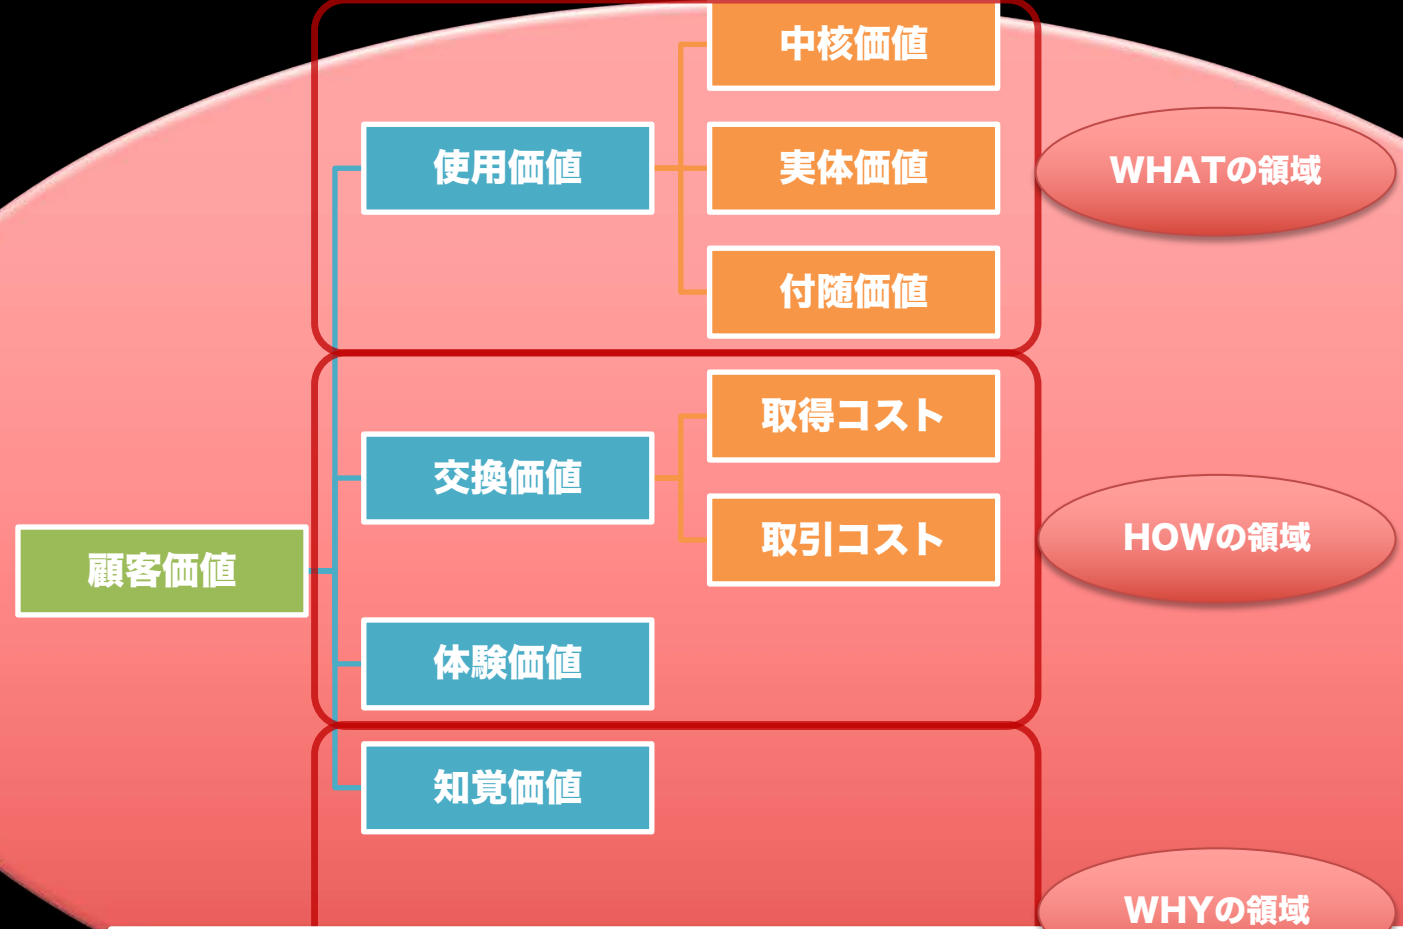 中核価値
使用価値
実体価値
WHATの領域
付随価値
取得コスト
交換価値
取引コスト
HOWの領域
顧客価値
体験価値
知覚価値
WHYの領域